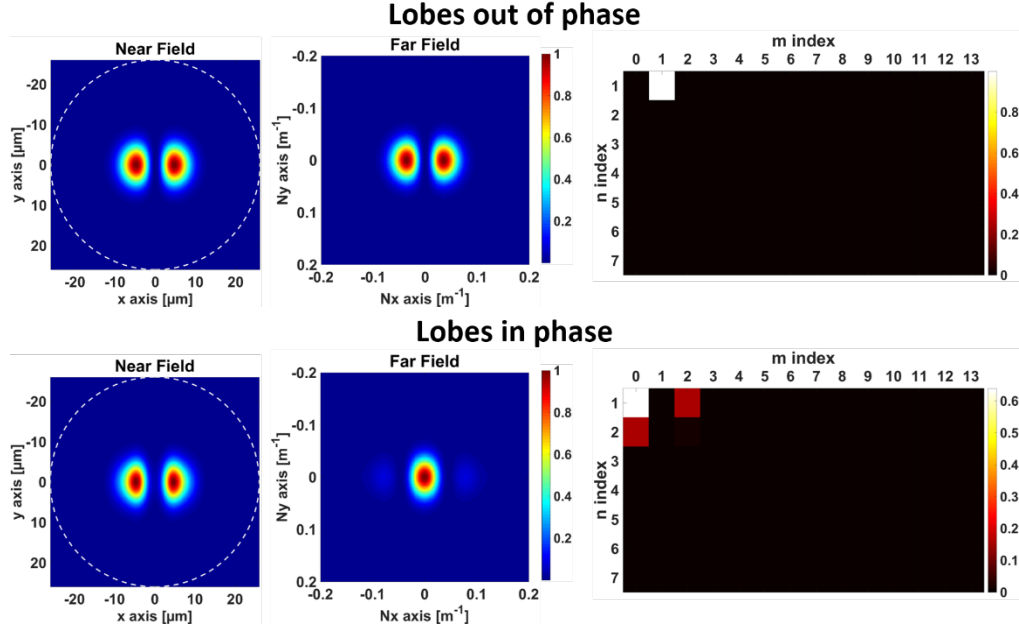 Lobes out of phase
Near Field
-20
-10
0
10
20
y axis [µm]
-20 -10 0 10 20
x axis [µm]
Far Field
-0.2
-0.1
0
0.1
0.2
Ny axis [m⁻¹]
-0.2 -0.1 0 0.1 0.2
Nx axis [m⁻¹]
1
0.8
0.6
0.4
0.2
m index
0 1 2 3 4 5 6 7 8 9 10 11 12 13
n index
1
2
3
4
5
6
7
0.8
0.6
0.4
0.2
0
Lobes in phase
Near Field
-20
-10
0
10
20
y axis [µm]
-20 -10 0 10 20
x axis [µm]
Far Field
-0.2
-0.1
0
0.1
0.2
Ny axis [m⁻¹]
-0.2 -0.1 0 0.1 0.2
Nx axis [m⁻¹]
1
0.8
0.6
0.4
0.2
m index
0 1 2 3 4 5 6 7 8 9 10 11 12 13
n index
1
2
3
4
5
6
7
0.6
0.5
0.4
0.3
0.2
0.1
0